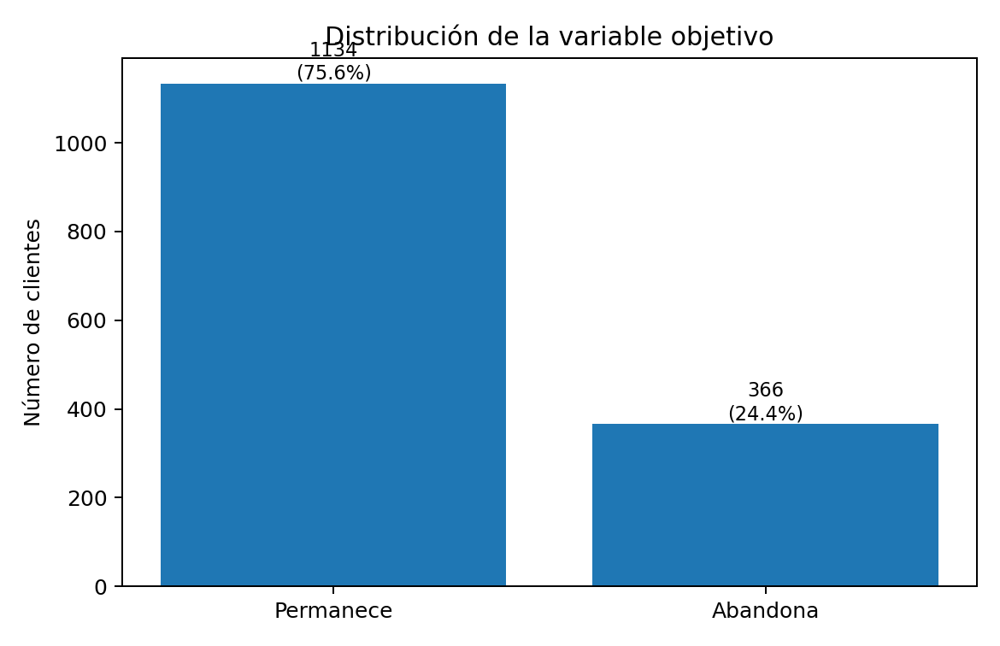 Distribución de la variable objetivo
1134
(75.6%)
366
(24.4%)
Número de clientes
1000
800
600
400
200
0
Permanece
Abandona